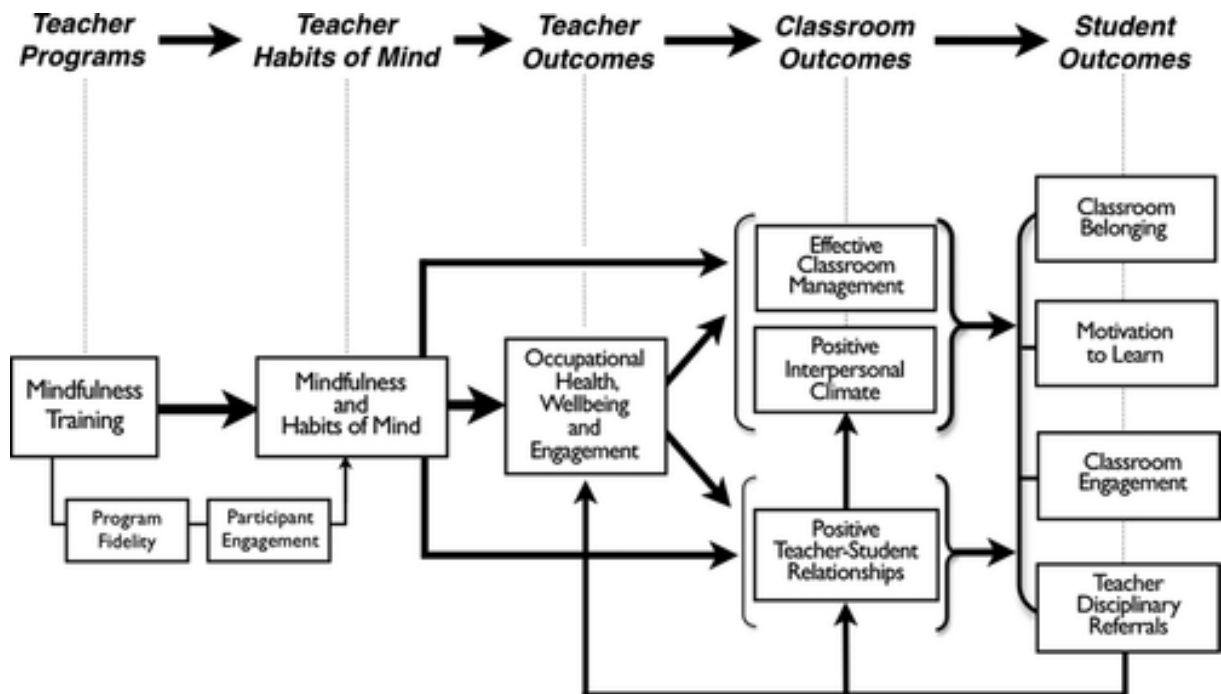 Teacher
Programs
Teacher
Habits of Mind
Teacher
Outcomes
Classroom
Outcomes
Student
Outcomes
Mindfulness
Training
Program
Fidelity
Participant
Engagement
Mindfulness
and
Habits of Mind
Occupational
Health,
Wellbeing
and
Engagement
Effective
Classroom
Management
Positive
Interpersonal
Climate
Positive
Teacher-Student
Relationships
Classroom
Belonging
Motivation
to Learn
Classroom
Engagement
Teacher
Disciplinary
Referrals